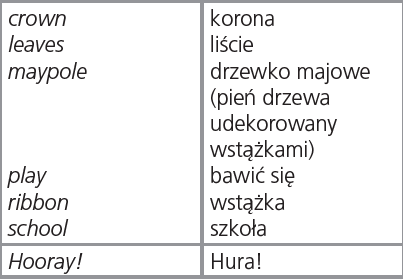 crown korona
leaves liście
maypole drzewko majowe
(pień drzewa
udekorowany
wstążkami)
play bawić się
ribbon wstążka
school szkoła
Hooray! Hura!